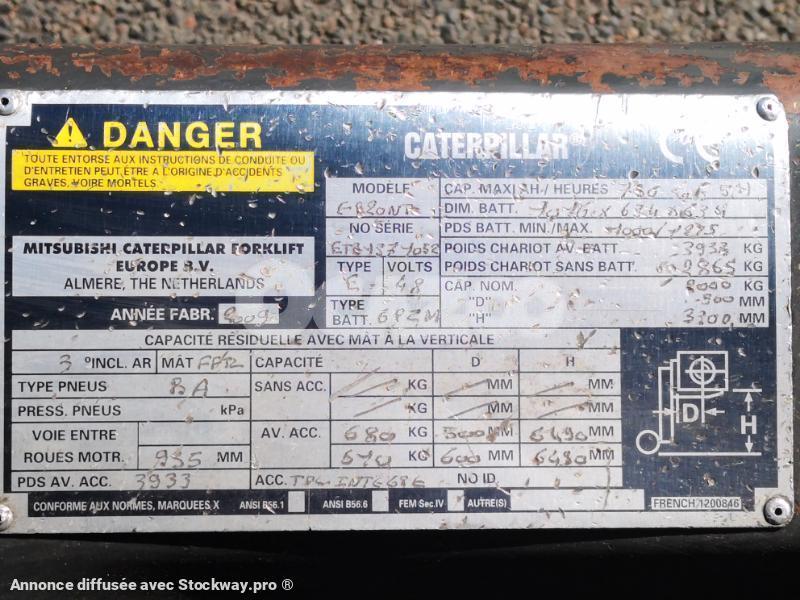 DANGER
TOUTE ENTORSE AUX INSTRUCTIONS DE CONDUITE OU
D'ENTRETIEN PEUT ETRE A L'ORIGINE D'ACCIDENTS
GRAVES, VOIRE MORTELS.
CATERPILLAR®
CE
MITSUBISHI CATERPILLAR FORKLIFT
EUROPE B.V.
ALMERE, THE NETHERLANDS
ANNÉE FABR. 2009
MODÈLE
NO SÉRIE
TYPE VOLTS
48
TYPE
BATT.
CAP. MAXI AH / HEURES
DIM. BATT.
PDS BATT. MIN./MAX.
POIDS CHARIOT AV. BATT. 3933 KG
POIDS CHARIOT SANS BATT. 2865 KG
CAP. NOM. 2000 KG
"D" 500 MM
"H" 3300 MM
CAPACITÉ RÉSIDUELLE AVEC MÂT À LA VERTICALE
3 °INCL. AR MÂT CAPACITÉ D H
TYPE PNEUS BA SANS ACC. KG MM MM
PRESS. PNEUS kPa KG MM MM
VOIE ENTRE
ROUES MOTR. 935 MM
AV. ACC. 680 KG 500 MM 6490 MM
670 KG 600 MM 6490 MM
PDS AV. ACC. 3933 ACC. NO ID.
CONFORME AUX NORMES, MARQUEES X ANSI B56.1 ANSI B56.6 FEM Sec.IV AUTRE(S)
D
H
FRENCH 1200846
Annonce diffusée avec Stockway.pro ®